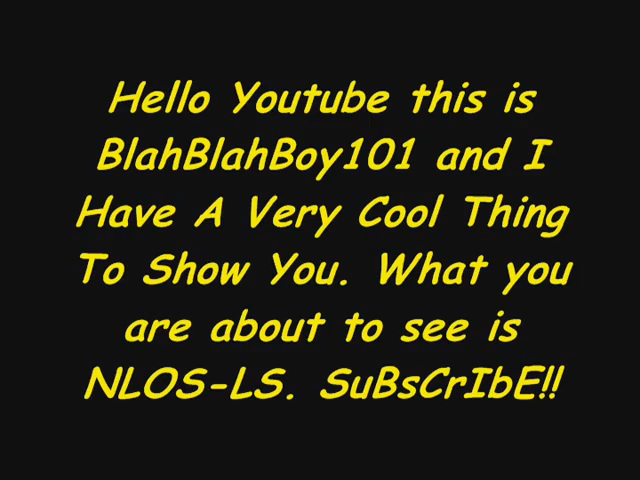 Hello Youtube this is
BlahBlahBoy101 and I
Have A Very Cool Thing
To Show You. What you
are about to see is
NLOS-LS. SuBsCrIbE!!